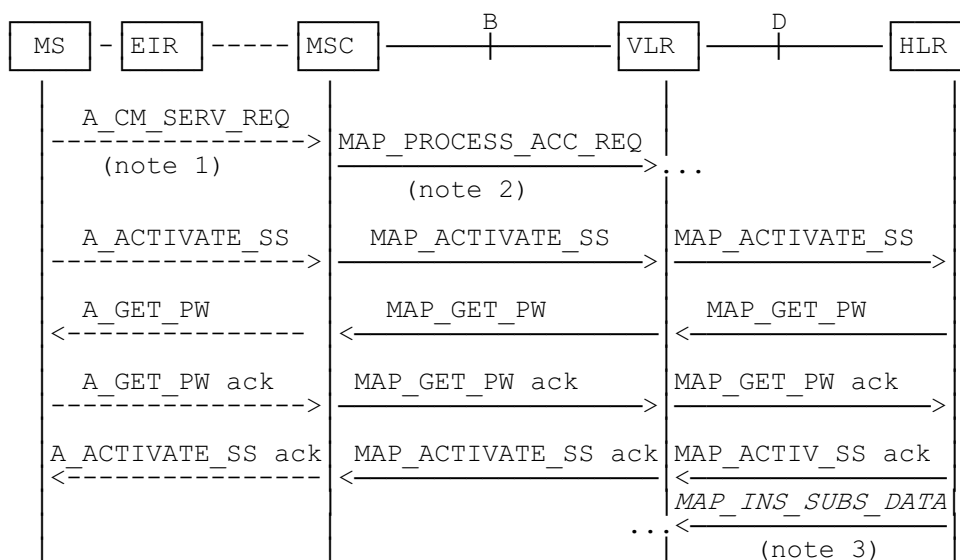 B D
MS EIR MSC VLR HLR
A_CM_SERV_REQ
MAP_PROCESS_ACC_REQ
(note 1)
...
(note 2)
A_ACTIVATE_SS MAP_ACTIVATE_SS MAP_ACTIVATE_SS
A_GET_PW MAP_GET_PW MAP_GET_PW
A_GET_PW ack MAP_GET_PW ack MAP_GET_PW ack
A_ACTIVATE_SS ack MAP_ACTIVATE_SS ack MAP_ACTIV_SS ack
MAP_INS_SUBS_DATA
...
(note 3)